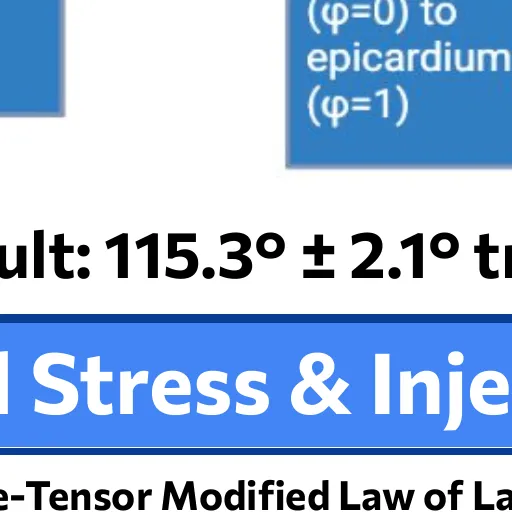 (φ=0) to
epicardium
(φ=1)
ult: 115.3° ± 2.1° tr
Stress & Inje
e-Tensor Modified Law of La